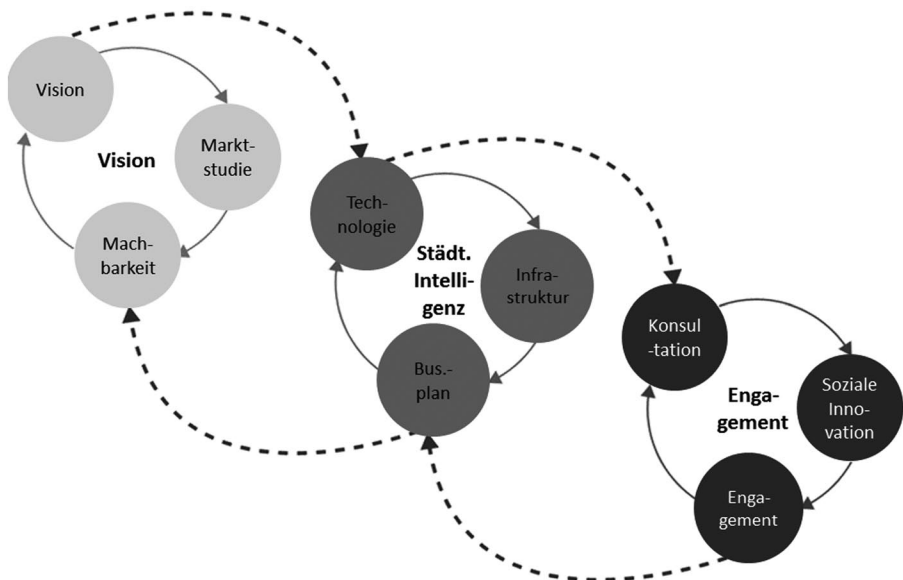 Vision
Markt-
studie
Vision
Mach-
barkeit
Tech-
nologie
Städt.
Intelli-
genz
Infra-
struktur
Bus.-
plan
Konsul
-tation
Soziale
Inno-
vation
Enga-
gement
Enga-
gement